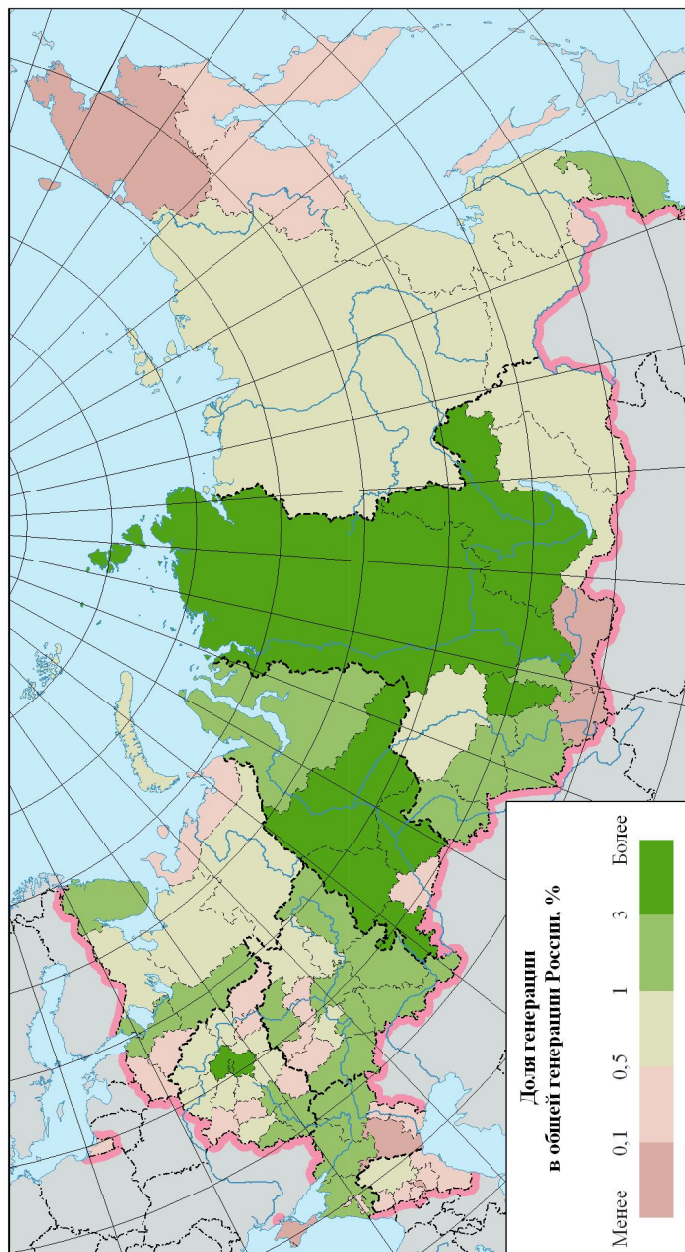 Доля генерации
в общей генерации России, %
Менее 0,1 0,5 1 3 Более